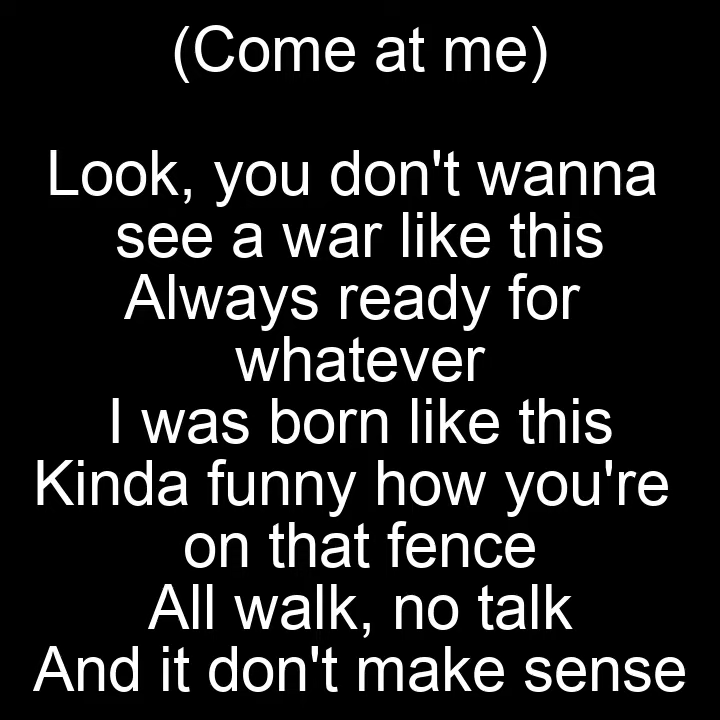 (Come at me)
Look, you don't wanna
see a war like this
Always ready for
whatever
I was born like this
Kinda funny how you're
on that fence
All walk, no talk
And it don't make sense